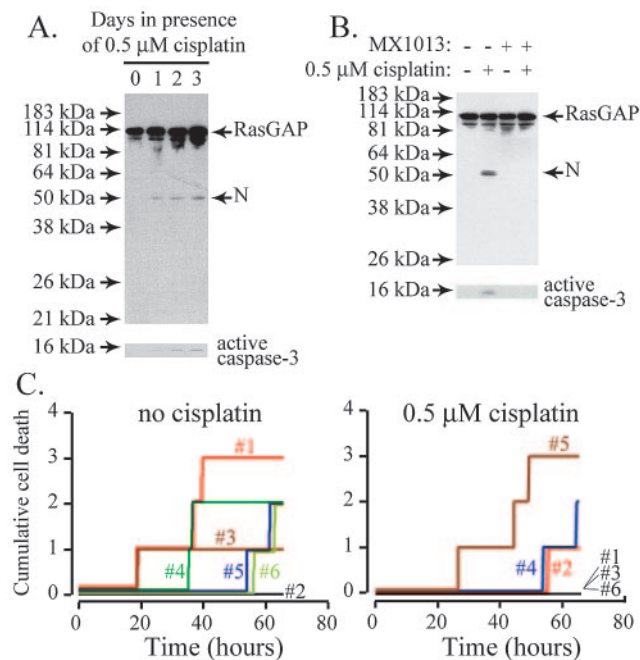 A.
Days in presence
of 0.5 μM cisplatin
0 1 2 3
183 kDa
114 kDa
81 kDa
64 kDa
50 kDa
38 kDa
26 kDa
21 kDa
16 kDa
RasGAP
N
active
caspase-3
B.
MX1013: - - + +
0.5 μM cisplatin: - + - +
183 kDa
114 kDa
81 kDa
64 kDa
50 kDa
38 kDa
26 kDa
16 kDa
RasGAP
N
active
caspase-3
C.
no cisplatin
Cumulative cell death
4
3
2
1
0
#1
#3
#4
#5
#6
#2
0 20 40 60 80
Time (hours)
0.5 μM cisplatin
4
3
2
1
0
#5
#4
#2
#1
#3
#6
0 20 40 60 80
Time (hours)